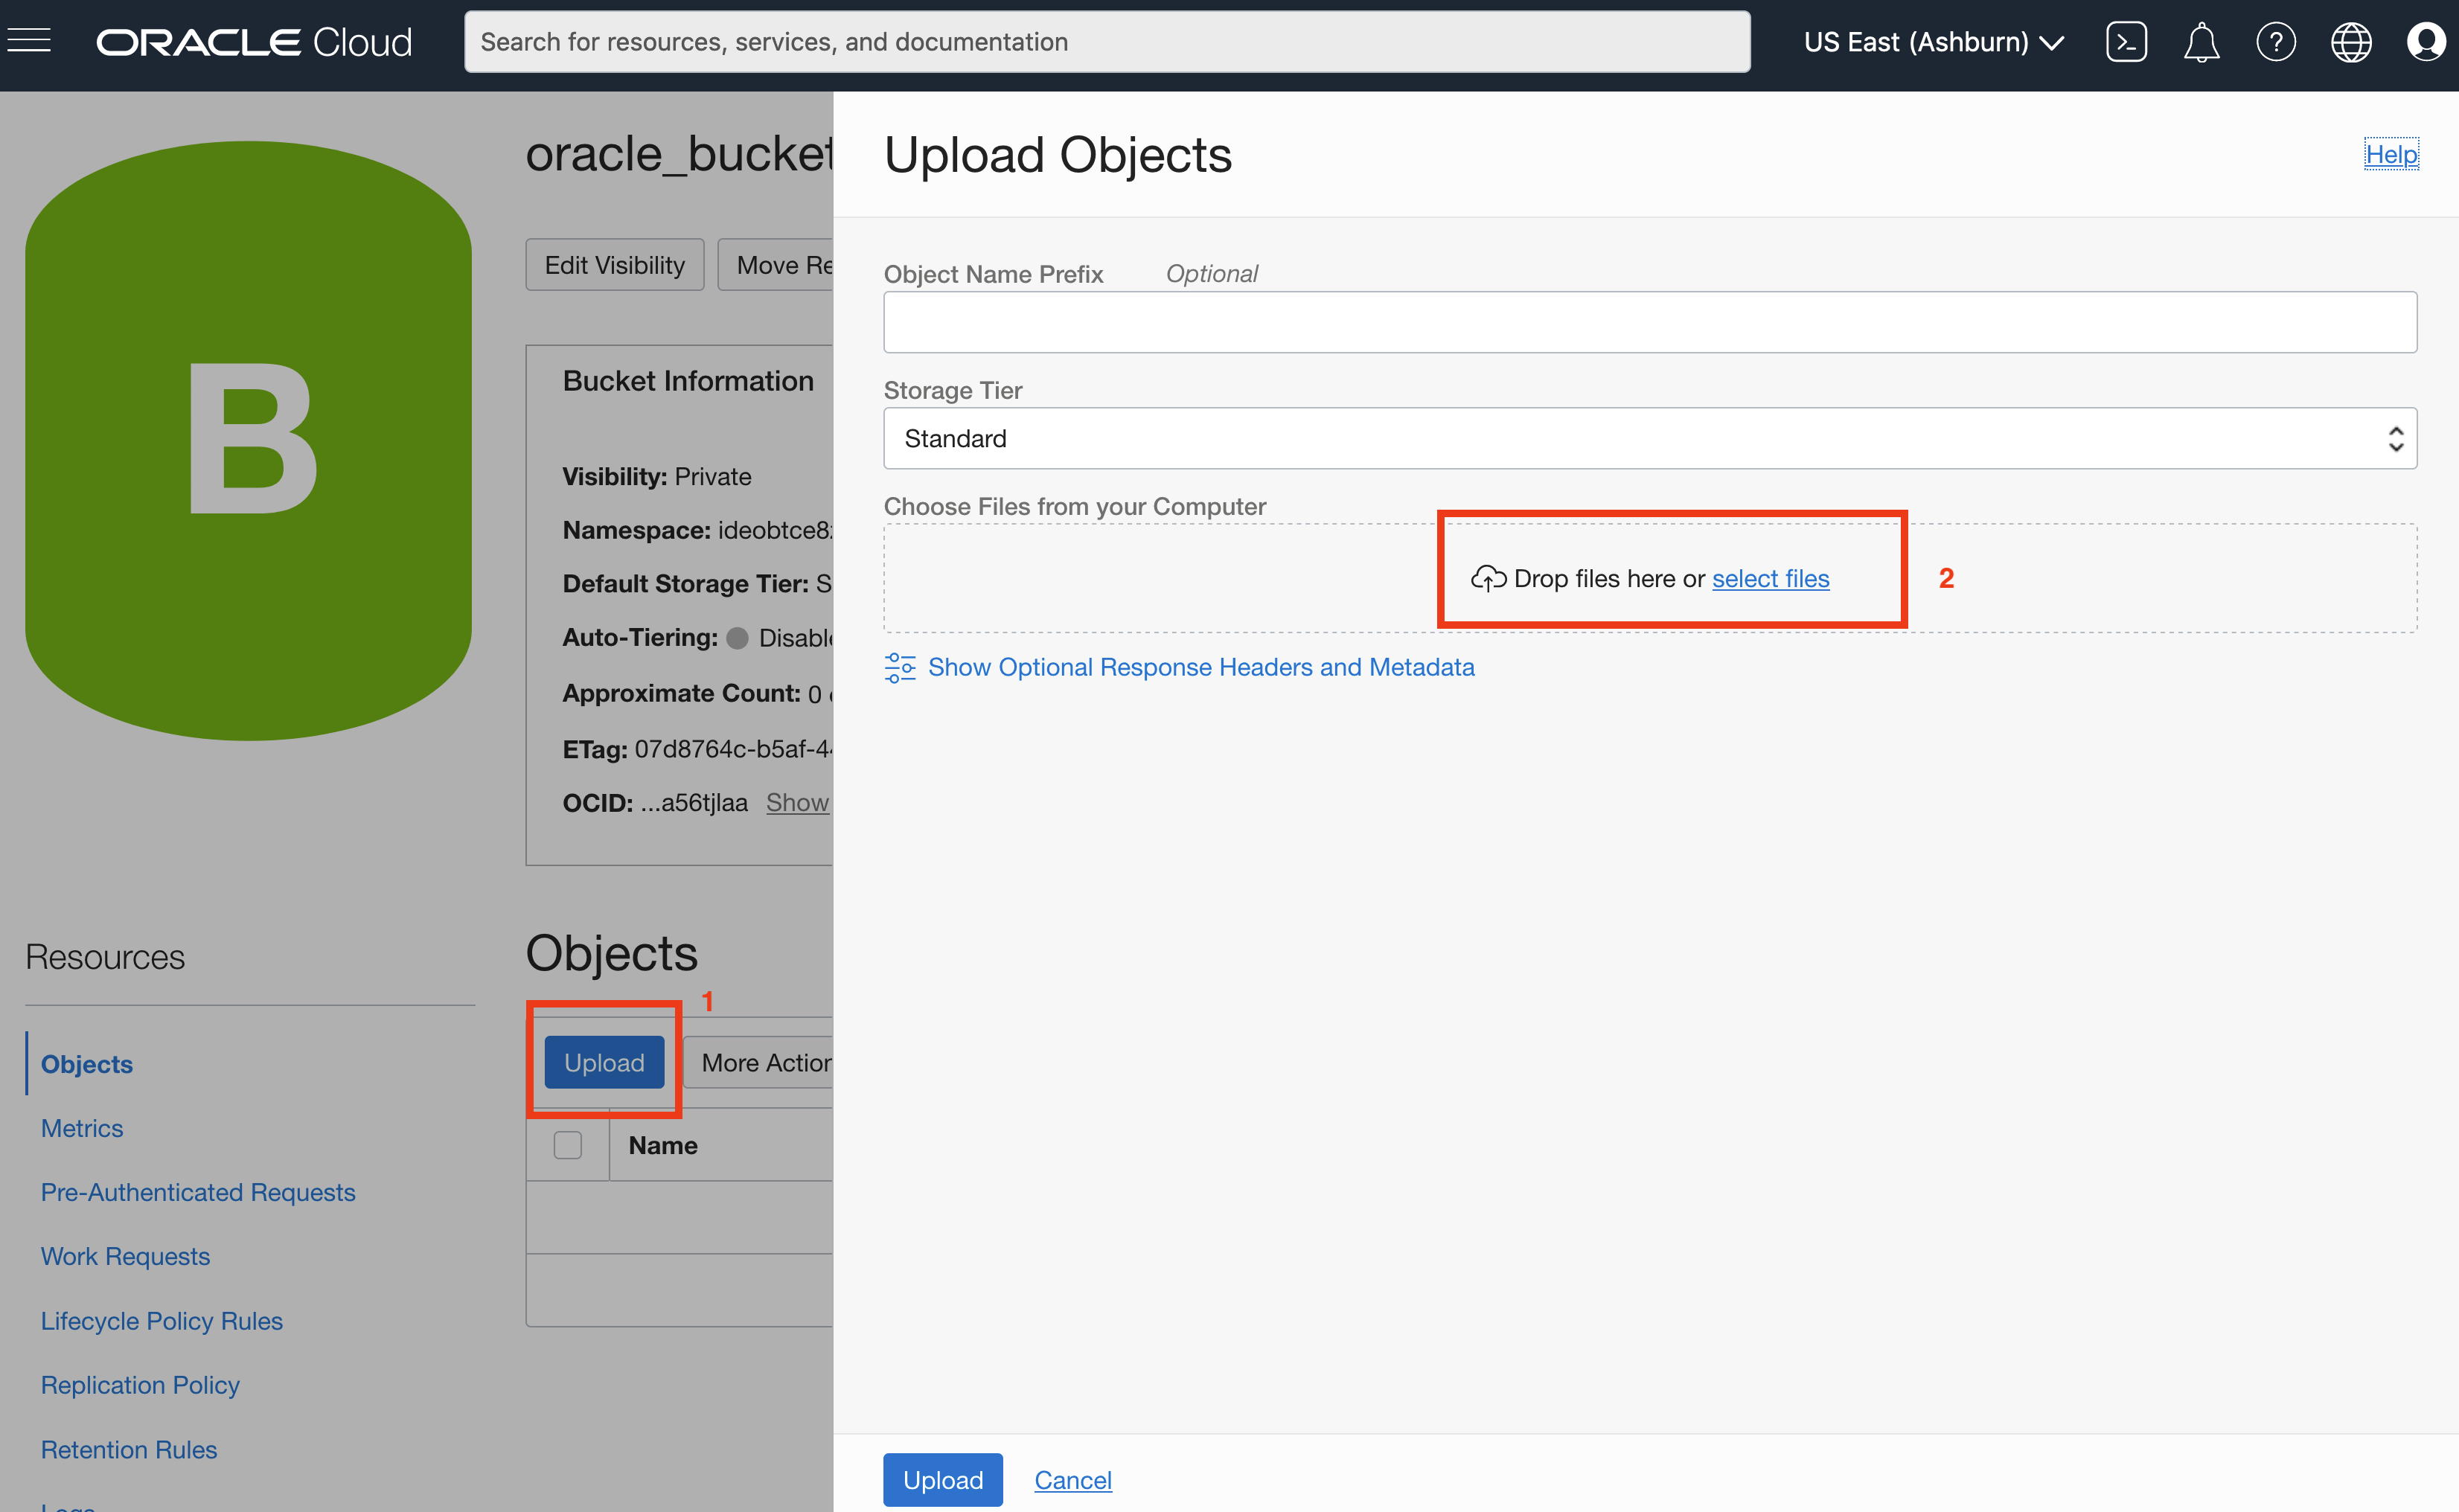 ORACLE Cloud
Search for resources, services, and documentation
US East (Ashburn)
B
oracle_bucket
Edit Visibility
Move Re
Bucket Information
Visibility: Private
Namespace: ideobtce8
Default Storage Tier: S
Auto-Tiering: Disable
Approximate Count: 0
ETag: 07d8764c-b5af-4
OCID: ...a56tjlaa Show
Resources
Objects
Metrics
Pre-Authenticated Requests
Work Requests
Lifecycle Policy Rules
Replication Policy
Retention Rules
Objects
1
Upload
More Action
Name
Upload Objects
Help
Object Name Prefix Optional
Storage Tier
Standard
Choose Files from your Computer
Drop files here or select files
2
Show Optional Response Headers and Metadata
Upload Cancel